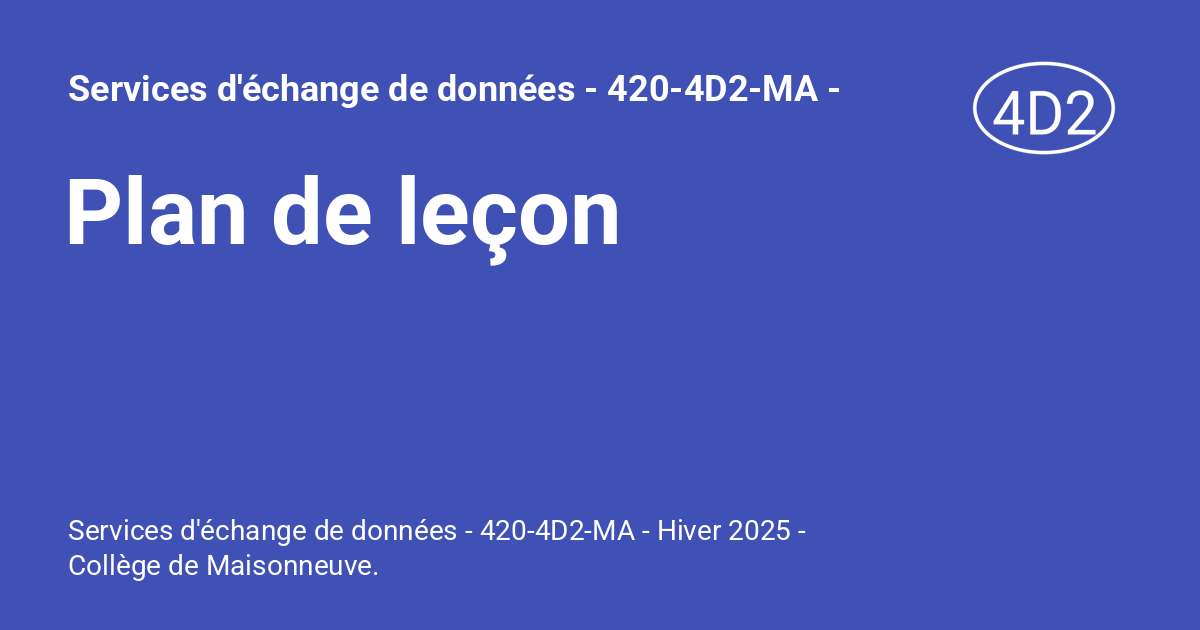 Services d'échange de données - 420-4D2-MA -
4D2
Plan de leçon
Services d'échange de données - 420-4D2-MA - Hiver 2025 -
Collège de Maisonneuve.